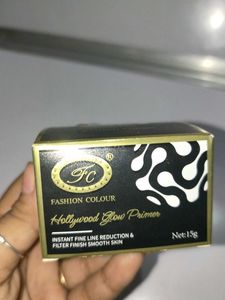 FC
®
FASHION COLOUR
Hollywood Glow Primer
INSTANT FINE LINE REDUCTION &
FILTER FINISH SMOOTH SKIN
Net:15g